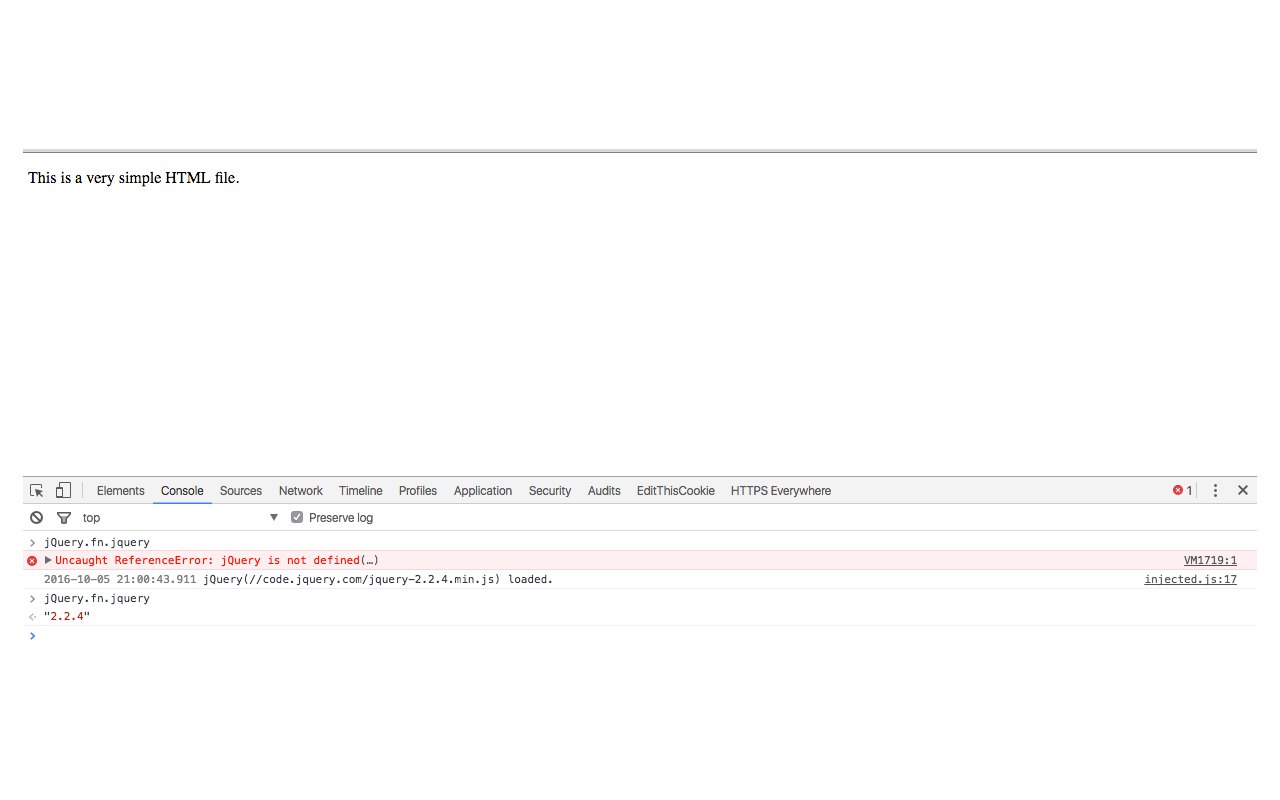 This is a very simple HTML file.
Elements Console Sources Network Timeline Profiles Application Security Audits EditThisCookie HTTPS Everywhere 1
top Preserve log
jQuery.fn.jquery
Uncaught ReferenceError: jQuery is not defined(…) VM1719:1
2016-10-05 21:00:43.911 jQuery(//code.jquery.com/jquery-2.2.4.min.js) loaded. injected.js:17
jQuery.fn.jquery
"2.2.4"